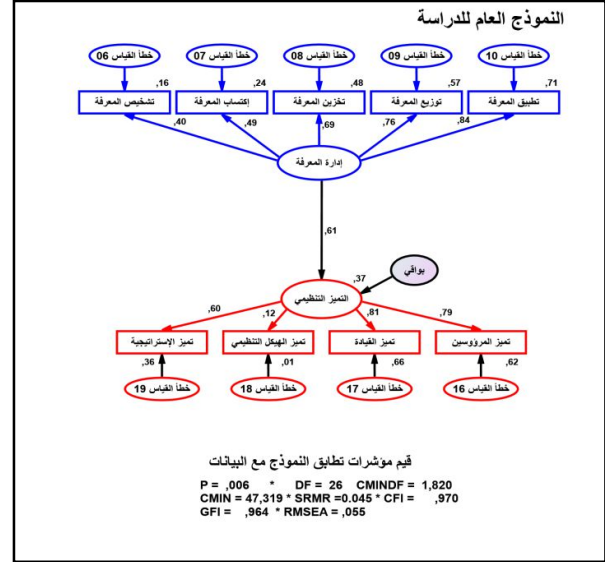 النموذج العام للدراسة
خطأ القياس 06
خطأ القياس 07
خطأ القياس 08
خطأ القياس 09
خطأ القياس 10
,16
,24
,48
,57
,71
تشخيص المعرفة
إكتساب المعرفة
تخزين المعرفة
توزيع المعرفة
تطبيق المعرفة
,40
,49
,69
,76
,84
إدارة المعرفة
,61
بواقي
,37
التميز التنظيمي
,60
,12
,81
,79
تميز الإستراتيجية
تميز الهيكل التنظيمي
تميز القيادة
تميز المرؤوسين
,36
,01
,66
,62
خطأ القياس 19
خطأ القياس 18
خطأ القياس 17
خطأ القياس 16
قيم مؤشرات تطابق النموذج مع البيانات
P = ,006 * DF = 26 CMINDF = 1,820
CMIN = 47,319 * SRMR =0.045 * CFI = ,970
GFI = ,964 * RMSEA = ,055